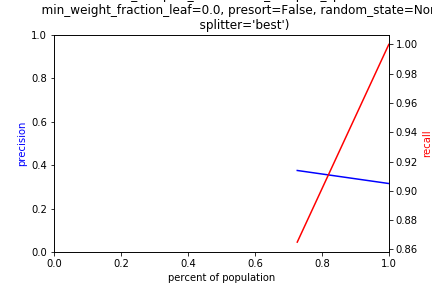 min_weight_fraction_leaf=0.0, presort=False, random_state=Non
splitter='best')
1.0
0.8
0.6
0.4
0.2
0.0
precision
1.00
0.98
0.96
0.94
0.92
0.90
0.88
0.86
recall
0.0 0.2 0.4 0.6 0.8 1.0
percent of population